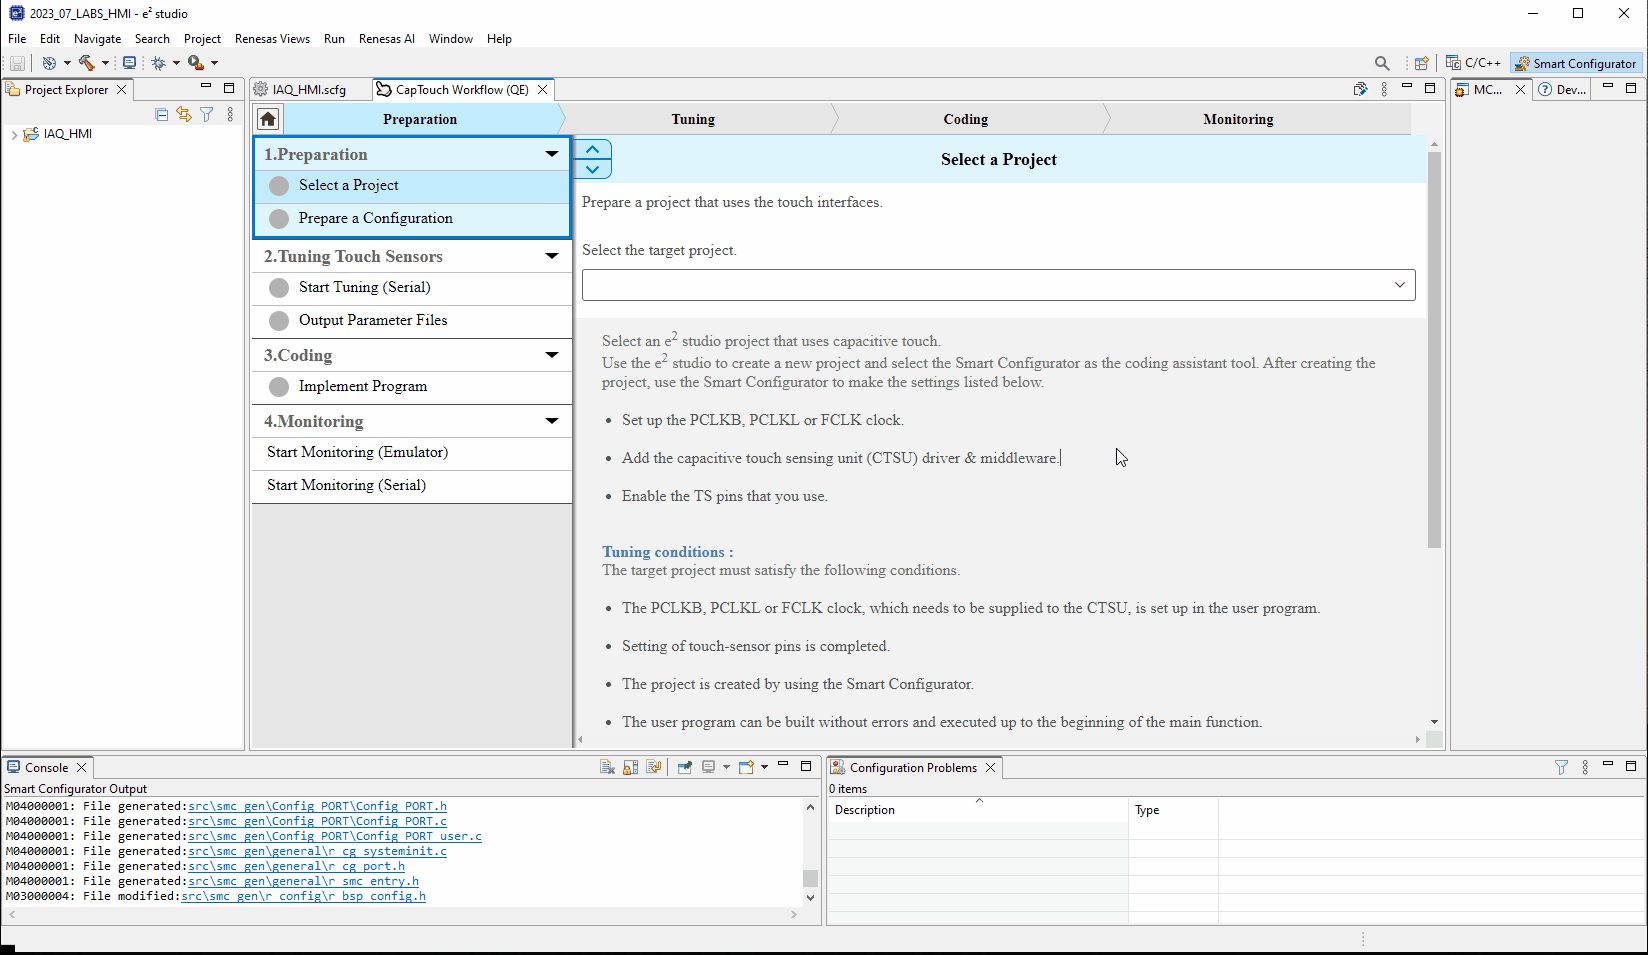 2023_07_LABS_HMI - e² studio
File Edit Navigate Search Project Renesas Views Run Renesas AI Window Help
C/C++ Smart Configurator
Project Explorer
IAQ_HMI
IAQ_HMI.scfg CapTouch Workflow (QE)
MC... Dev...
Preparation Tuning Coding Monitoring
1.Preparation
Select a Project
Prepare a Configuration
2.Tuning Touch Sensors
Start Tuning (Serial)
Output Parameter Files
3.Coding
Implement Program
4.Monitoring
Start Monitoring (Emulator)
Start Monitoring (Serial)
Select a Project
Prepare a project that uses the touch interfaces.
Select the target project.
Select an e² studio project that uses capacitive touch.
Use the e² studio to create a new project and select the Smart Configurator as the coding assistant tool. After creating the
project, use the Smart Configurator to make the settings listed below.
• Set up the PCLKB, PCLKL or FCLK clock.
• Add the capacitive touch sensing unit (CTSU) driver & middleware.
• Enable the TS pins that you use.
Tuning conditions :
The target project must satisfy the following conditions.
• The PCLKB, PCLKL or FCLK clock, which needs to be supplied to the CTSU, is set up in the user program.
• Setting of touch-sensor pins is completed.
• The project is created by using the Smart Configurator.
• The user program can be built without errors and executed up to the beginning of the main function.
Console
Smart Configurator Output
M04000001: File generated:src\smc_gen\Config_PORT\Config_PORT.h
M04000001: File generated:src\smc_gen\Config_PORT\Config_PORT.c
M04000001: File generated:src\smc_gen\Config_PORT\Config_PORT_user.c
M04000001: File generated:src\smc_gen\general\r_cg_systeminit.c
M04000001: File generated:src\smc_gen\general\r_cg_port.h
M04000001: File generated:src\smc_gen\general\r_smc_entry.h
M03000004: File modified:src\smc_gen\r_config\r_bsp_config.h
Configuration Problems
0 items
Description Type